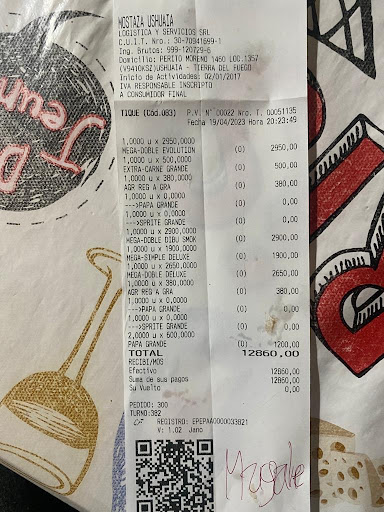 MOSTAZA USHUAIA
LOGISTICA Y SERVICIOS SRL
C.U.I.T. Nro.: 30-70941699-1
Ing. Brutos: 999-120729-6
Domicilio: PERITO MORENO 1460 LOC.1357
(V9410KSI)USHUAIA - TIERRA DEL FUEGO
Inicio de Actividades: 02/01/2017
IVA RESPONSABLE INSCRIPTO
A CONSUMIDOR FINAL
TIQUE (Cod.083) P.V. N° 00022 Nro. T. 00051135
Fecha 19/04/2023 Hora 20:23:49
1,0000 u x 2950,0000
MEGA-DOBLE EVOLUTION (0) 2950,00
1,0000 u x 500,0000
EXTRA-CARNE GRANDE (0) 500,00
1,0000 u x 380,0000
AGR REG A GRA (0) 380,00
1,0000 u x 0,0000
--->PAPA GRANDE (0) 0,00
1,0000 u x 0,0000
--->SPRITE GRANDE (0) 0,00
1,0000 u x 2900,0000
MEGA-DOBLE DIBU SMOK (0) 2900,00
1,0000 u x 1900,0000
MEGA-SIMPLE DELUXE (0) 1900,00
1,0000 u x 2650,0000
MEGA-DOBLE DELUXE (0) 2650,00
1,0000 u x 380,0000
AGR REG A GRA (0) 380,00
1,0000 u x 0,0000
--->PAPA GRANDE (0) 0,00
1,0000 u x 0,0000
--->SPRITE GRANDE (0) 0,00
2,0000 u x 600,0000
PAPA GRANDE (0) 1200,00
TOTAL 12860,00
RECIBI/MOS
Efectivo 12860,00
Suma de sus pagos 12860,00
Su Vuelto 0,00
PEDIDO: 300
TURNO:382
CF REGISTRO: EPEPAA0000033821
V: 1.02 Jano